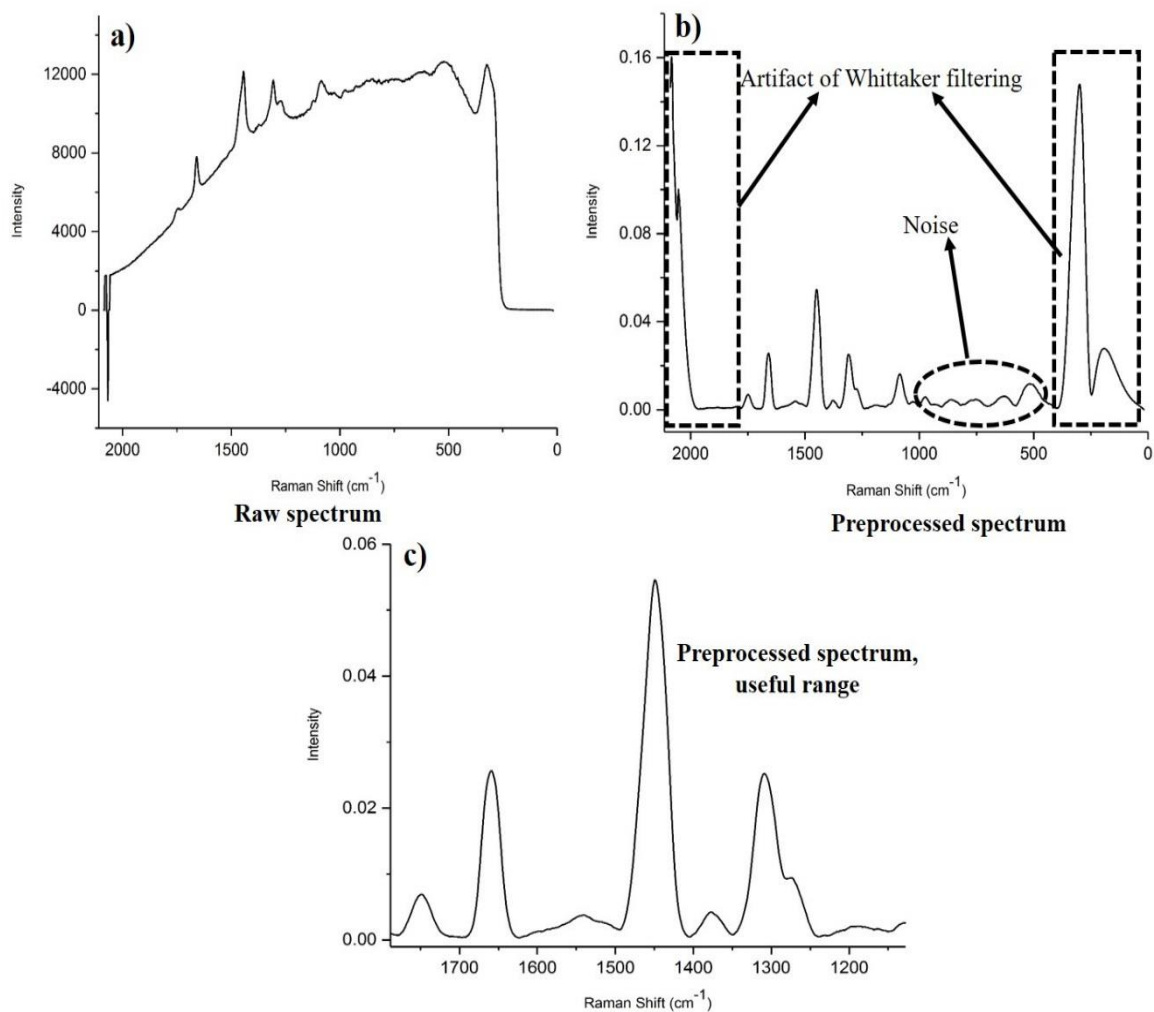 a)
12000
8000
4000
0
-4000
Intensity
2000 1500 1000 500 0
Raman Shift (cm-1)
Raw spectrum
b)
0.16
0.12
0.08
0.04
0.00
Intensity
Artifact of Whittaker filtering
Noise
2000 1500 1000 500 0
Raman Shift (cm-1)
Preprocessed spectrum
c)
0.06
0.04
0.02
0.00
Intensity
Preprocessed spectrum,
useful range
1700 1600 1500 1400 1300 1200
Raman Shift (cm-1)